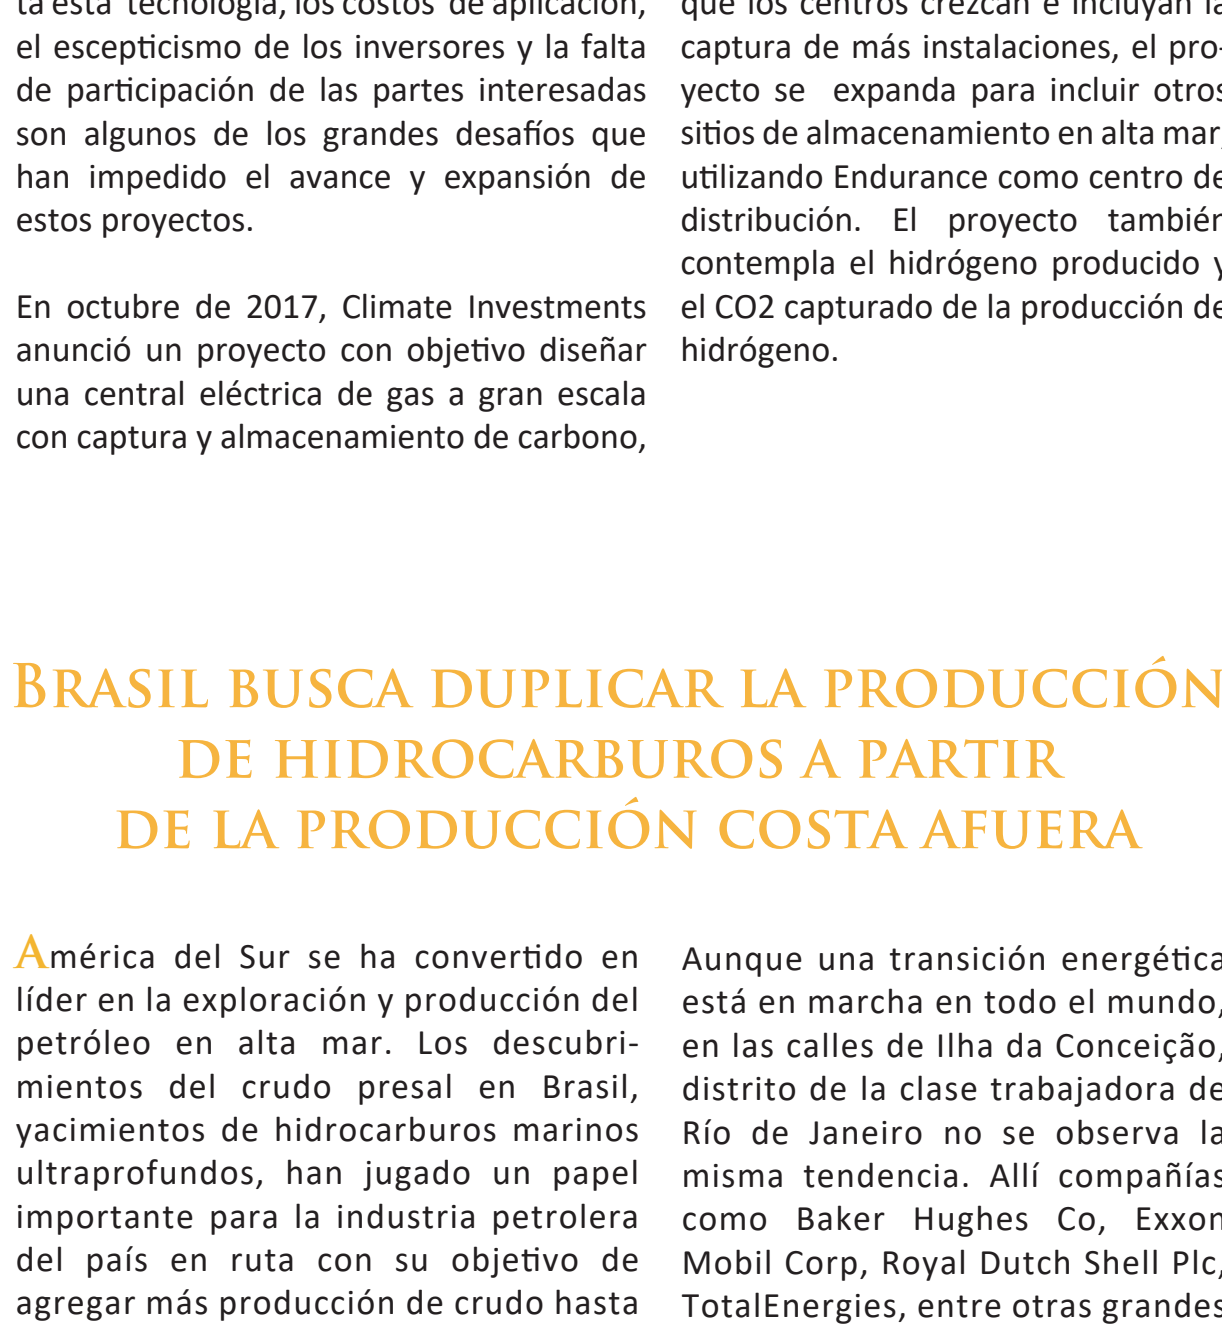 ta esta tecnología, los costos de aplicación,
el escepticismo de los inversores y la falta
de participación de las partes interesadas
son algunos de los grandes desafíos que
han impedido el avance y expansión de
estos proyectos.
En octubre de 2017, Climate Investments
anunció un proyecto con objetivo diseñar
una central eléctrica de gas a gran escala
con captura y almacenamiento de carbono,
que los centros crezcan e incluyan la
captura de más instalaciones, el pro-
yecto se expanda para incluir otros
sitios de almacenamiento en alta mar,
utilizando Endurance como centro de
distribución. El proyecto también
contempla el hidrógeno producido y
el CO2 capturado de la producción de
hidrógeno.
Brasil busca duplicar la producción
de hidrocarburos a partir
de la producción costa afuera
América del Sur se ha convertido en
líder en la exploración y producción del
petróleo en alta mar. Los descubri-
mientos del crudo presal en Brasil,
yacimientos de hidrocarburos marinos
ultraprofundos, han jugado un papel
importante para la industria petrolera
del país en ruta con su objetivo de
agregar más producción de crudo hasta
Aunque una transición energética
está en marcha en todo el mundo,
en las calles de Ilha da Conceição,
distrito de la clase trabajadora de
Río de Janeiro no se observa la
misma tendencia. Allí compañías
como Baker Hughes Co, Exxon
Mobil Corp, Royal Dutch Shell Plc,
TotalEnergies, entre otras grandes